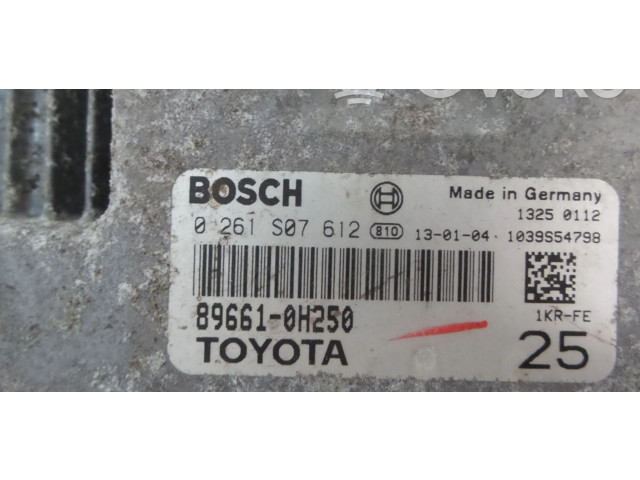 BOSCH Made in Germany
1325 0112
0 261 S07 612 810 13-01-04 1039S54798
89661-0H250 1KR-FE
TOYOTA 25